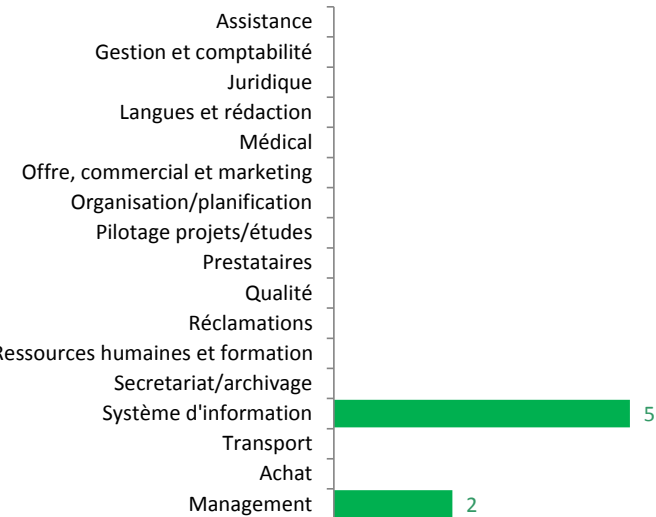 Assistance
Gestion et comptabilité
Juridique
Langues et rédaction
Médical
Offre, commercial et marketing
Organisation/planification
Pilotage projets/études
Prestataires
Qualité
Réclamations
Ressources humaines et formation
Secretariat/archivage
Système d'information 5
Transport
Achat
Management 2